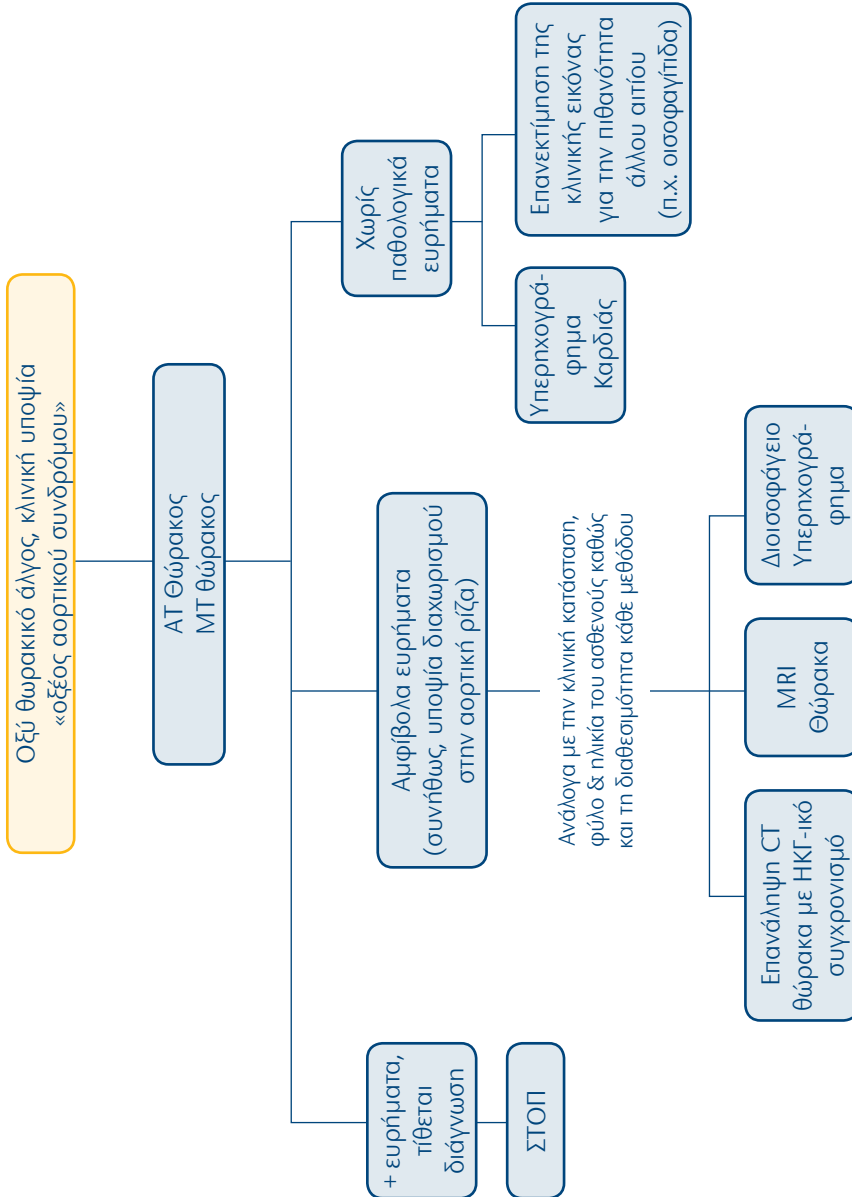 Οξύ θωρακικό άλγος, κλινική υποψία
«οξέος αορτικού συνδρόμου»
ΑΤ Θώρακος
ΜΤ θώρακος
+ ευρήματα,
τίθεται
διάγνωση
ΣΤΟΠ
Αμφίβολα ευρήματα
(συνήθως, υποψία διαχωρισμού
στην αορτική ρίζα)
Ανάλογα με την κλινική κατάσταση,
φύλο & ηλικία του ασθενούς καθώς
και τη διαθεσιμότητα κάθε μεθόδου
Επανάληψη CT
θώρακα με ΗΚΓ-ικό
συγχρονισμό
MRI
Θώρακα
Διοισοφάγειο
Υπερηχογρά-
φημα
Χωρίς
παθολογικά
ευρήματα
Υπερηχογρά-
φημα
Καρδιάς
Επανεκτίμηση της
κλινικής εικόνας
για την πιθανότητα
άλλου αιτίου
(π.χ. οισοφαγίτιδα)